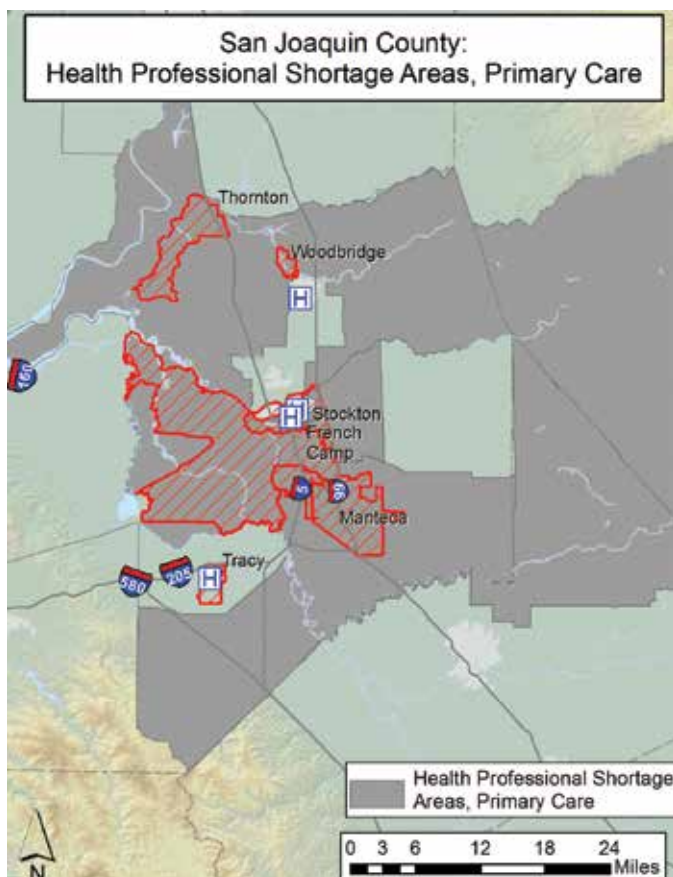 San Joaquin County:
Health Professional Shortage Areas, Primary Care
Thornton
Woodbridge
H
160
H
Stockton
French
Camp
5
99
Manteca
Tracy
H
205
580
Health Professional Shortage
Areas, Primary Care
0 3 6 12 18 24
Miles
N